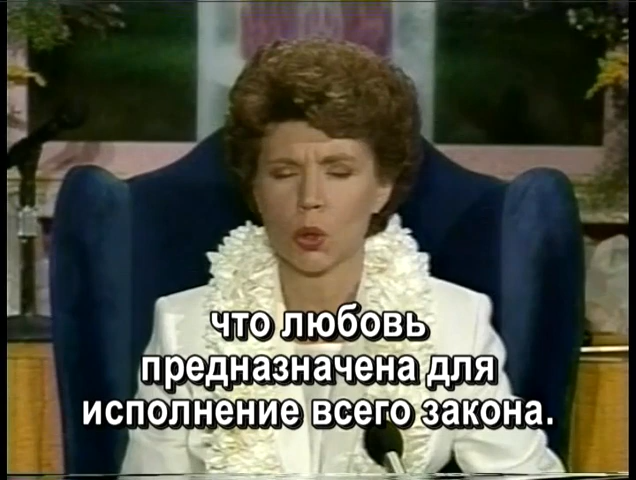 что любовь
предназначена для
исполнение всего закона.